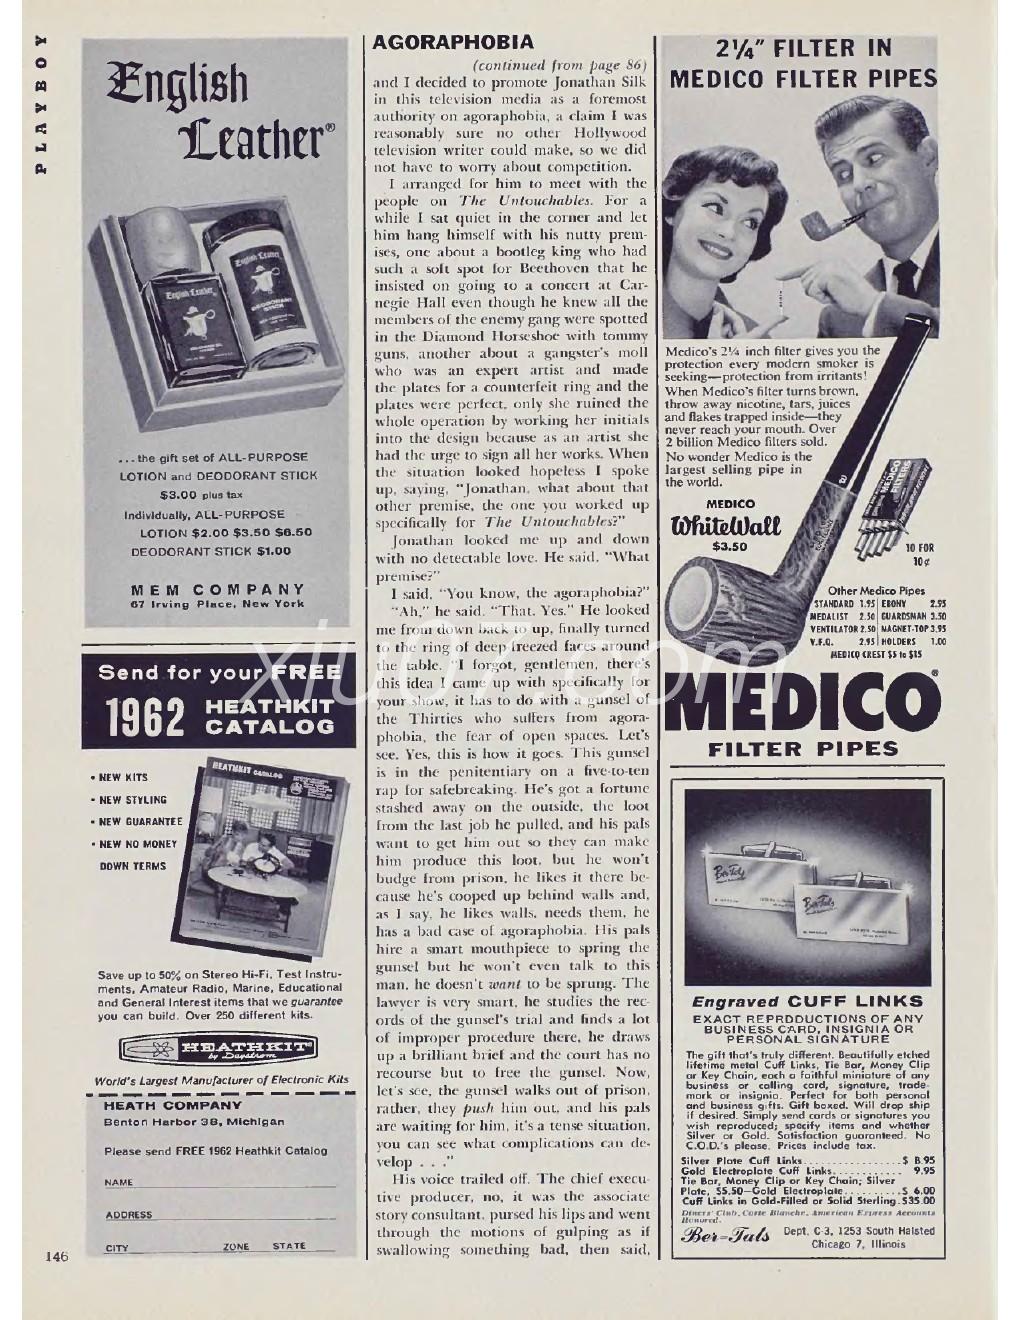 PLAYBOY
English
Leather®
English Leather
English Leather
DEODORANT
STICK
...the gift set of ALL-PURPOSE
LOTION and DEODORANT STICK
$3.00 plus tax
Individually, ALL-PURPOSE
LOTION $2.00 $3.50 $6.50
DEODORANT STICK $1.00
MEM COMPANY
67 Irving Place, New York
Send for your FREE
1962 HEATHKIT
CATALOG
HEATHKIT CATALOG
• NEW KITS
• NEW STYLING
• NEW GUARANTEE
• NEW NO MONEY
DOWN TERMS
Save up to 50% on Stereo Hi-Fi, Test Instru-
ments, Amateur Radio, Marine, Educational
and General Interest items that we guarantee
you can build. Over 250 different kits.
HEATHKIT®
by Daystrom
World's Largest Manufacturer of Electronic Kits
HEATH COMPANY
Benton Harbor 38, Michigan
Please send FREE 1962 Heathkit Catalog
NAME
ADDRESS
CITY ZONE STATE
146
AGORAPHOBIA
(continued from page 86)
and I decided to promote Jonathan Silk
in this television media as a foremost
authority on agoraphobia, a claim I was
reasonably sure no other Hollywood
television writer could make, so we did
not have to worry about competition.
I arranged for him to meet with the
people on The Untouchables. For a
while I sat quiet in the corner and let
him hang himself with his nutty prem-
ises, one about a bootleg king who had
such a soft spot for Beethoven that he
insisted on going to a concert at Car-
negie Hall even though he knew all the
members of the enemy gang were spotted
in the Diamond Horseshoe with tommy
guns, another about a gangster's moll
who was an expert artist and made
the plates for a counterfeit ring and the
plates were perfect, only she ruined the
whole operation by working her initials
into the design because as an artist she
had the urge to sign all her works. When
the situation looked hopeless I spoke
up, saying, "Jonathan, what about that
other premise, the one you worked up
specifically for The Untouchables?"
Jonathan looked me up and down
with no detectable love. He said, "What
premise?"
I said, "You know, the agoraphobia?"
"Ah," he said. "That. Yes." He looked
me from down back to up, finally turned
to the ring of deep-freezed faces around
the table. "I forgot, gentlemen, there's
this idea I came up with specifically for
your show, it has to do with a gunsel of
the Thirties who suffers from agora-
phobia, the fear of open spaces. Let's
see. Yes, this is how it goes. This gunsel
is in the penitentiary on a five-to-ten
rap for safebreaking. He's got a fortune
stashed away on the outside, the loot
from the last job he pulled, and his pals
want to get him out so they can make
him produce this loot, but he won't
budge from prison, he likes it there be-
cause he's cooped up behind walls and,
as I say, he likes walls, needs them, he
has a bad case of agoraphobia. His pals
hire a smart mouthpiece to spring the
gunsel but he won't even talk to this
man, he doesn't want to be sprung. The
lawyer is very smart, he studies the rec-
ords of the gunsel's trial and finds a lot
of improper procedure there, he draws
up a brilliant brief and the court has no
recourse but to free the gunsel. Now,
let's see, the gunsel walks out of prison,
rather, they push him out, and his pals
are waiting for him, it's a tense situation,
you can see what complications can de-
velop . . ."
His voice trailed off. The chief execu-
tive producer, no, it was the associate
story consultant, pursed his lips and went
through the motions of gulping as if
swallowing something bad, then said,
2¼" FILTER IN
MEDICO FILTER PIPES
Medico's 2¼ inch filter gives you the
protection every modern smoker is
seeking—protection from irritants!
When Medico's filter turns brown,
throw away nicotine, tars, juices
and flakes trapped inside—they
never reach your mouth. Over
2 billion Medico filters sold.
No wonder Medico is the
largest selling pipe in
the world.
MEDICO
WhiteWall
$3.50
MEDICO
FILTERS
10 FOR
10¢
Other Medico Pipes
STANDARD 1.95 EBONY 2.95
MEDALIST 2.50 GUARDSMAN 3.50
VENTILATOR 2.50 MAGNET-TOP 3.95
V.F.Q. 2.95 HOLDERS 1.00
MEDICO CREST $5 to $15
MEDICO®
FILTER PIPES
Ber-Tals
Ber-Tals
Engraved CUFF LINKS
EXACT REPRODUCTIONS OF ANY
BUSINESS CARD, INSIGNIA OR
PERSONAL SIGNATURE
The gift that's truly different. Beautifully etched
lifetime metal Cuff Links, Tie Bar, Money Clip
or Key Chain, each a faithful miniature of any
business or calling card, signature, trade-
mark or insignia. Perfect for both personal
and business gifts. Gift boxed. Will drop ship
if desired. Simply send cards or signatures you
wish reproduced; specify items and whether
Silver or Gold. Satisfaction guaranteed. No
C.O.D.'s please. Prices include tax.
Silver Plate Cuff Links................$ 8.95
Gold Electroplate Cuff Links............ 9.95
Tie Bar, Money Clip or Key Chain; Silver
Plate, $5.50—Gold Electroplate..........$ 6.00
Cuff Links in Gold-Filled or Solid Sterling.$35.00
Diners' Club, Carte Blanche, American Express Accounts
Honored.
Ber-Tals Dept. C-3, 1253 South Halsted
Chicago 7, Illinois
xiu07.com